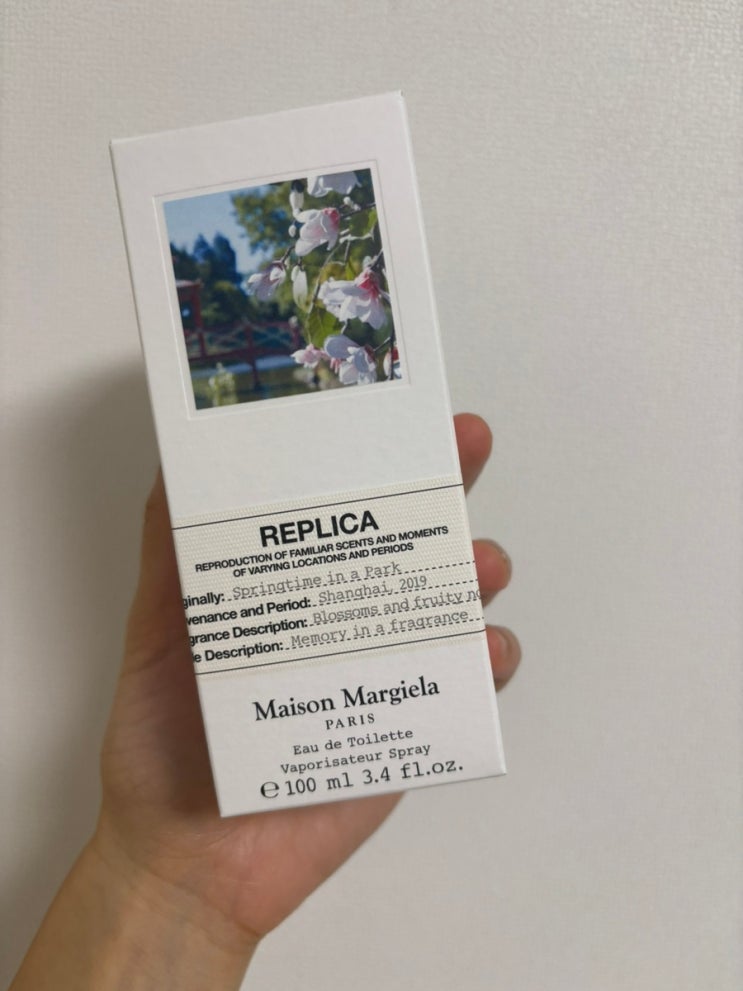 REPLICA
REPRODUCTION OF FAMILIAR SCENTS AND MOMENTS
OF VARYING LOCATIONS AND PERIODS
ginally: Springtime in a Park
venance and Period: Shanghai, 2019
grance Description: Blossoms and fruity no
le Description: Memory in a fragrance
Maison Margiela
PARIS
Eau de Toilette
Vaporisateur Spray
℮ 100 ml 3.4 fl.oz.